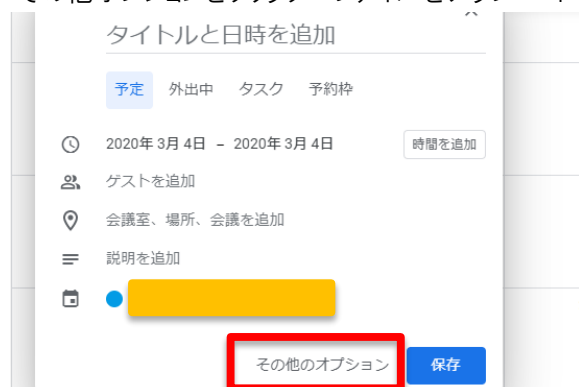 タイトルと日時を追加
予定 外出中 タスク 予約枠
2020年 3月 4日 – 2020年 3月 4日 時間を追加
ゲストを追加
会議室、場所、会議を追加
説明を追加
その他のオプション 保存